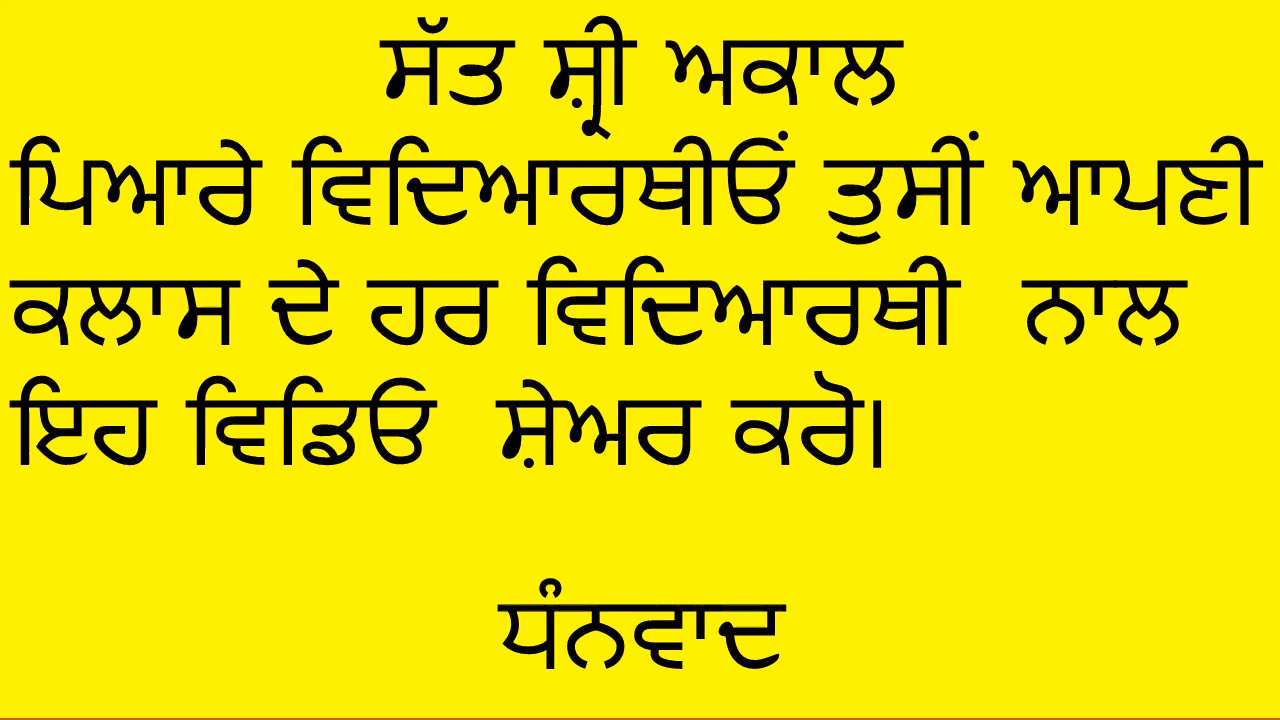 ਸੱਤ ਸ਼੍ਰੀ ਅਕਾਲ
ਪਿਆਰੇ ਵਿਦਿਆਰਥੀਓਂ ਤੁਸੀਂ ਆਪਣੀ
ਕਲਾਸ ਦੇ ਹਰ ਵਿਦਿਆਰਥੀ ਨਾਲ
ਇਹ ਵਿਡਿਓ ਸ਼ੇਅਰ ਕਰੋ।
ਧੰਨਵਾਦ